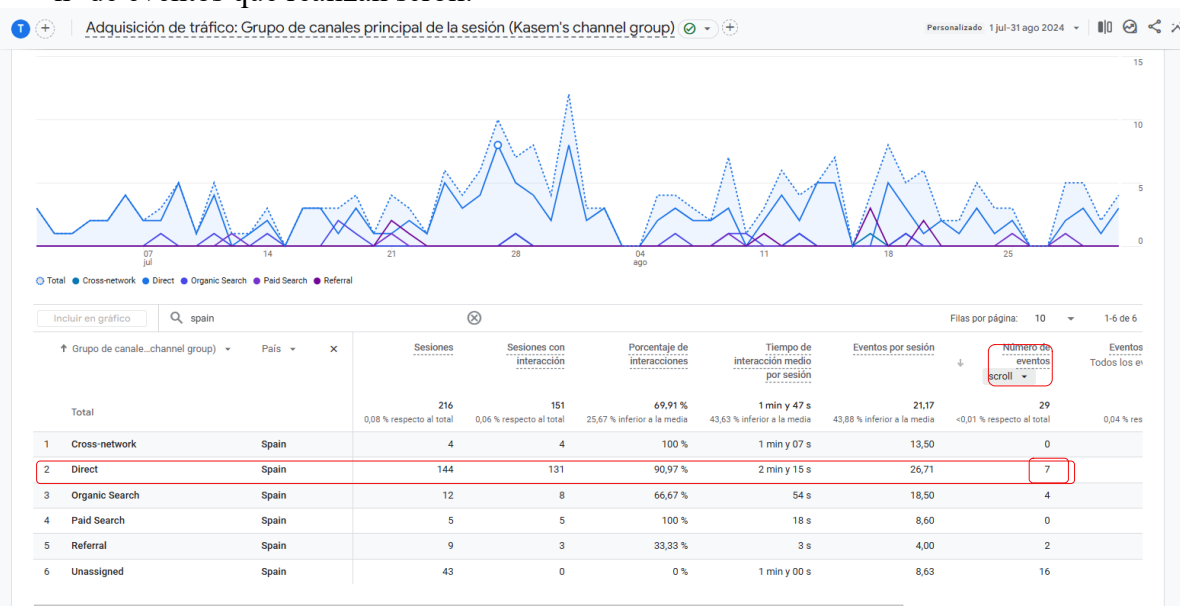 T Adquisición de tráfico: Grupo de canales principal de la sesión (Kasem's channel group) Personalizado 1 jul-31 ago 2024
15
10
5
0
07 14 21 28 04 11 18 25
jul ago
Total Cross-network Direct Organic Search Paid Search Referral
Incluir en gráfico spain Filas por página: 10 1-6 de 6
Grupo de canale...channel group) País Sesiones Sesiones con Porcentaje de Tiempo de Eventos por sesión Número de Eventos
interacción interacciones interacción medio eventos Todos los ev
por sesión scroll
Total 216 151 69,91 % 1 min y 47 s 21,17 29
0,08 % respecto al total 0,06 % respecto al total 25,67 % inferior a la media 43,63 % inferior a la media 43,88 % inferior a la media <0,01 % respecto al total 0,04 % res
1 Cross-network Spain 4 4 100 % 1 min y 07 s 13,50 0
2 Direct Spain 144 131 90,97 % 2 min y 15 s 26,71 7
3 Organic Search Spain 12 8 66,67 % 54 s 18,50 4
4 Paid Search Spain 5 5 100 % 18 s 8,60 0
5 Referral Spain 9 3 33,33 % 3 s 4,00 2
6 Unassigned Spain 43 0 0 % 1 min y 00 s 8,63 16